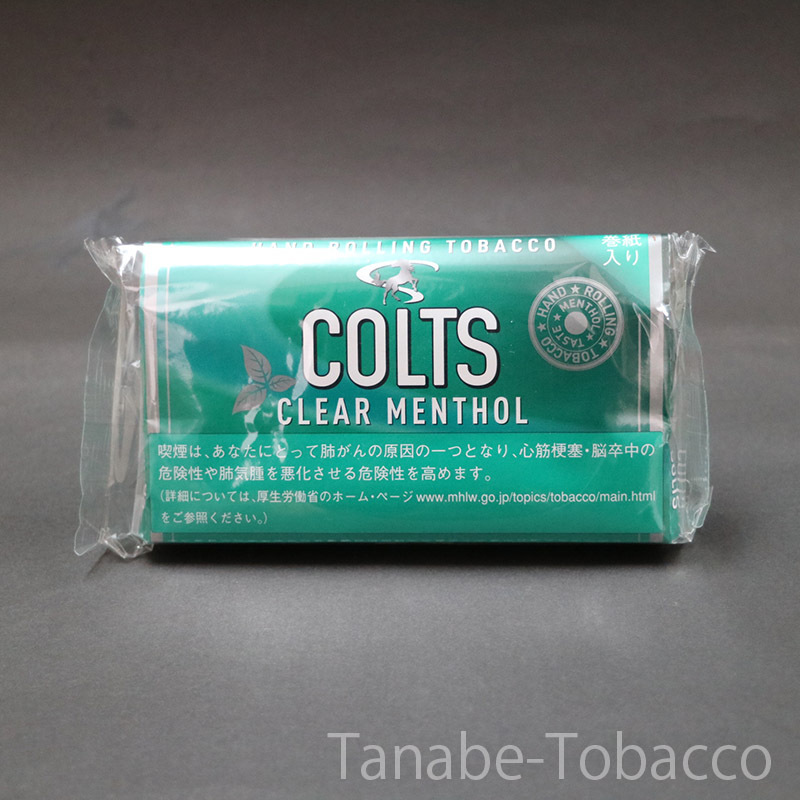 HAND ROLLING TOBACCO
巻紙
入り
COLTS
CLEAR MENTHOL
HAND ★ ROLLING ★ TOBACCO ★
MENTHOL TASTE
喫煙は、あなたにとって肺がんの原因の一つとなり、心筋梗塞・脳卒中の
危険性や肺気腫を悪化させる危険性を高めます。
(詳細については、厚生労働省のホーム・ページ www.mhlw.go.jp/topics/tobacco/main.html
をご参照ください。)
Colts
Tanabe-Tobacco